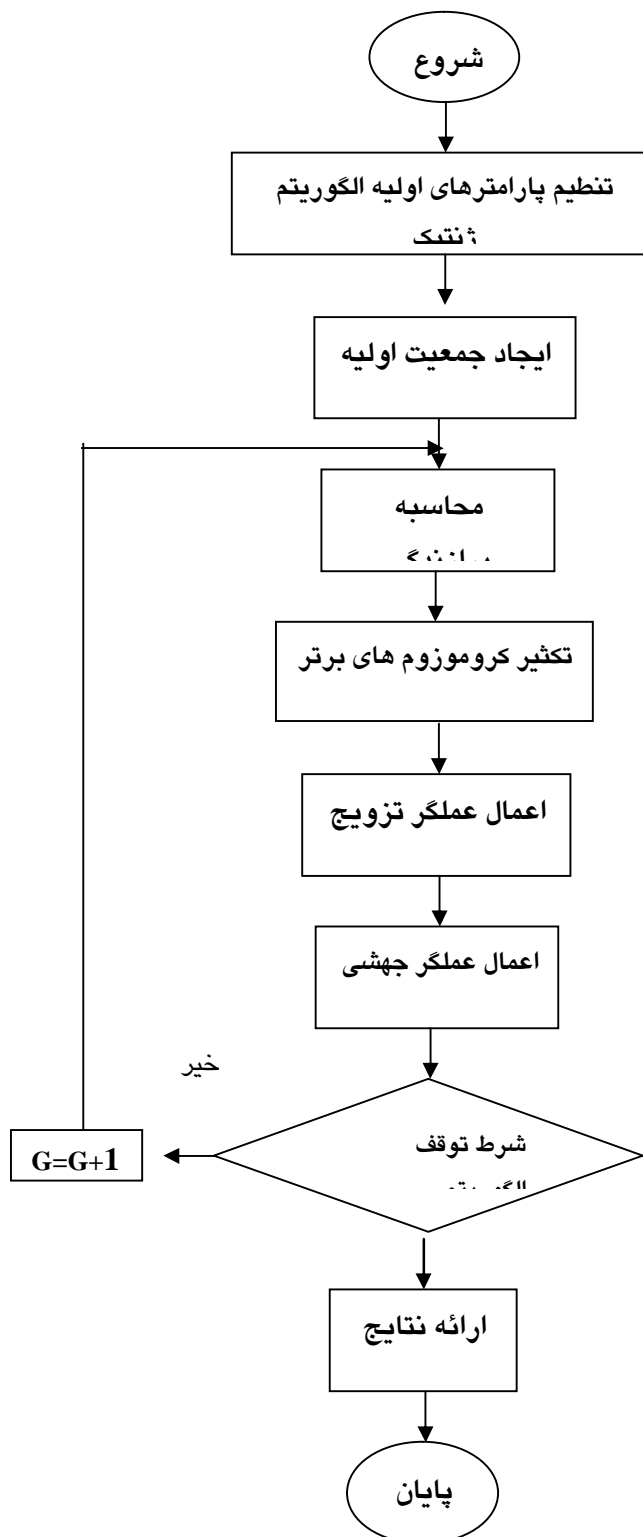 شروع
تنظیم پارامترهای اولیه الگوریتم
ژنتیک
ایجاد جمعیت اولیه
محاسبه
تکثیر کروموزوم های برتر
اعمال عملگر تزویج
اعمال عملگر جهشی
خیر
شرط توقف
G=G+1
ارائه نتایج
پایان